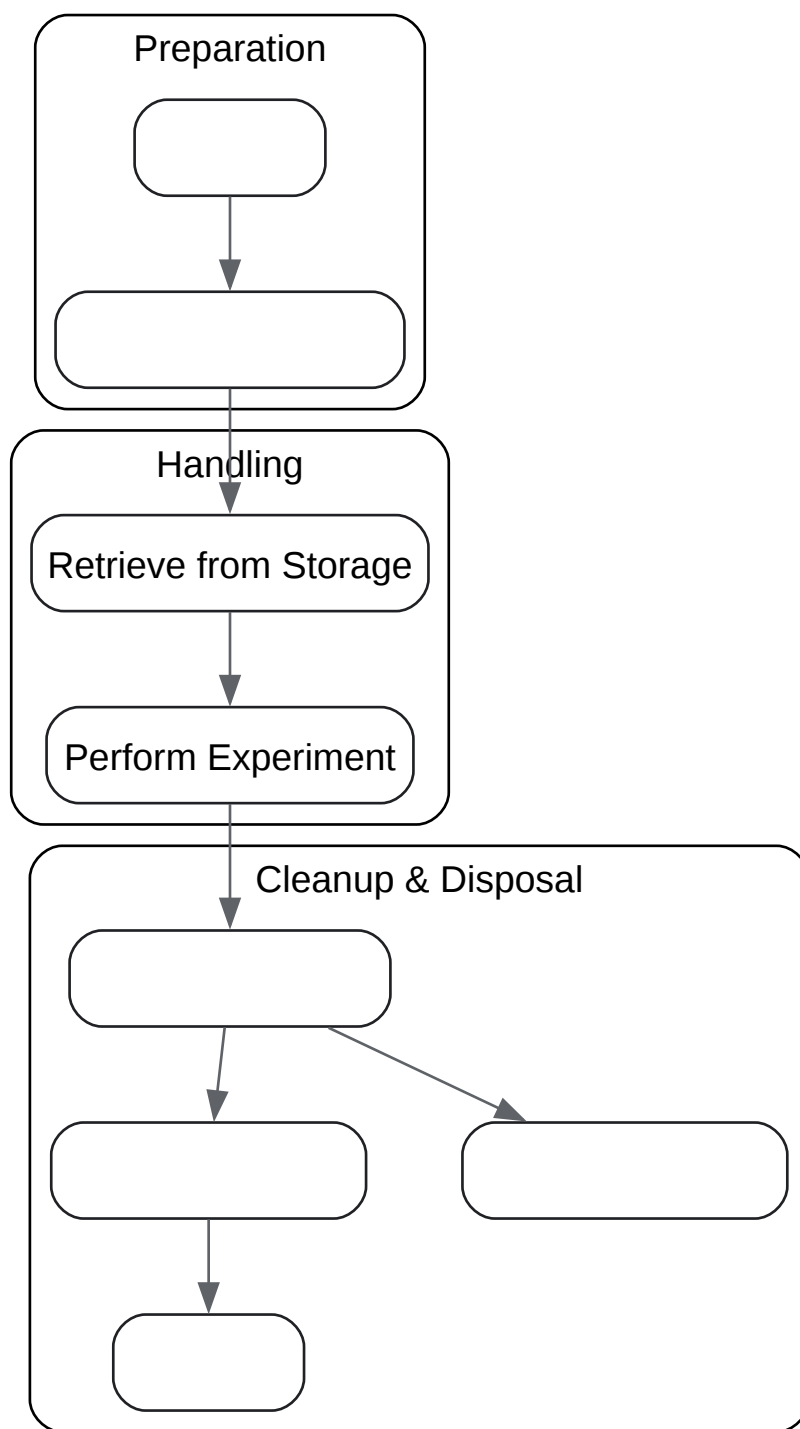 Preparation
Handling
Retrieve from Storage
Perform Experiment
Cleanup & Disposal